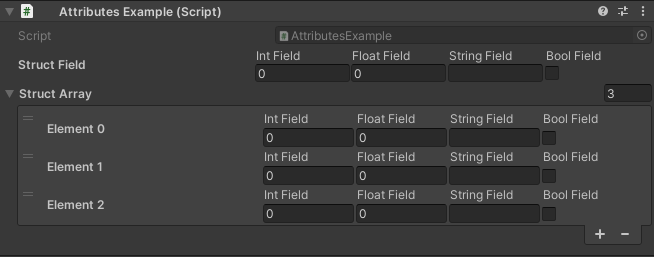 # Attributes Example (Script)
Script # AttributesExample
Int Field Float Field String Field Bool Field
Struct Field 0 0
Struct Array 3
Int Field Float Field String Field Bool Field
Element 0 0 0
Int Field Float Field String Field Bool Field
Element 1 0 0
Int Field Float Field String Field Bool Field
Element 2 0 0
+ −